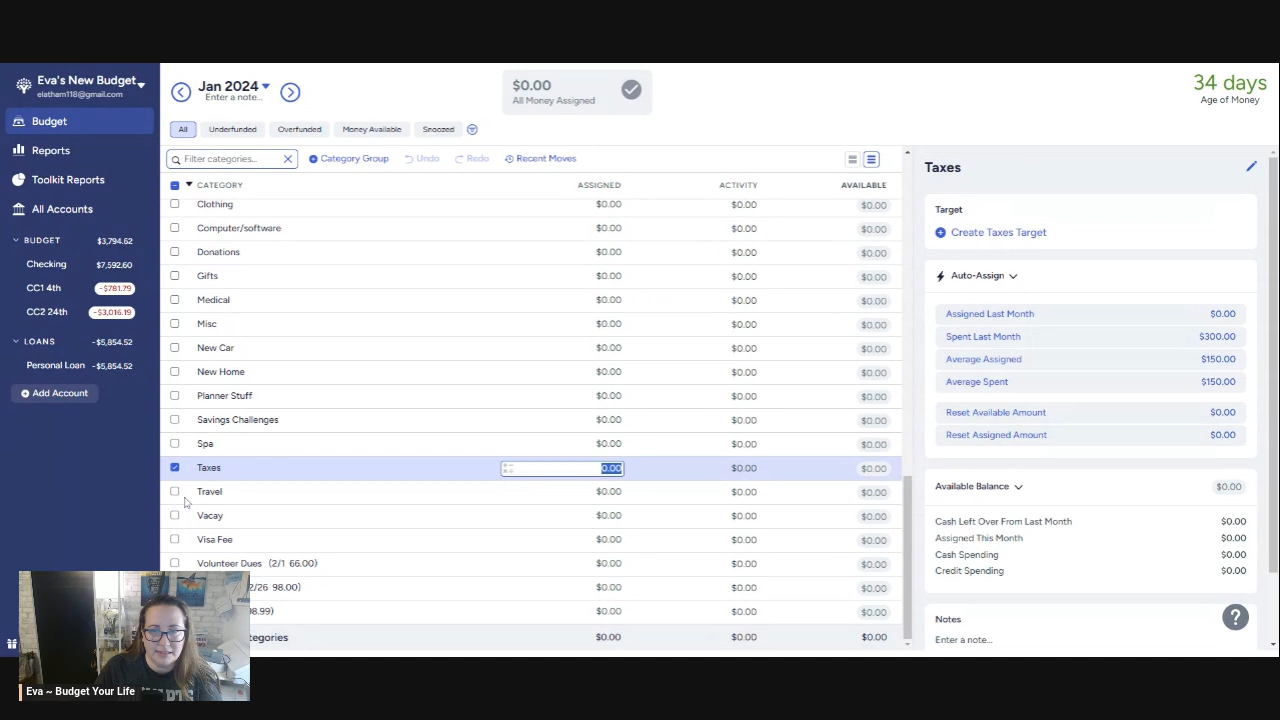 Eva's New Budget
elatham118@gmail.com
Budget
Reports
Toolkit Reports
All Accounts
BUDGET $3,794.62
Checking $7,592.60
CC1 4th -$781.79
CC2 24th -$3,016.19
LOANS -$5,854.52
Personal Loan -$5,854.52
Add Account
Jan 2024
Enter a note...
$0.00
All Money Assigned
34 days
Age of Money
All Underfunded Overfunded Money Available Snoozed
Filter categories... Category Group Undo Redo Recent Moves
CATEGORY ASSIGNED ACTIVITY AVAILABLE
Clothing $0.00 $0.00 $0.00
Computer/software $0.00 $0.00 $0.00
Donations $0.00 $0.00 $0.00
Gifts $0.00 $0.00 $0.00
Medical $0.00 $0.00 $0.00
Misc $0.00 $0.00 $0.00
New Car $0.00 $0.00 $0.00
New Home $0.00 $0.00 $0.00
Planner Stuff $0.00 $0.00 $0.00
Savings Challenges $0.00 $0.00 $0.00
Spa $0.00 $0.00 $0.00
Taxes 0.00 $0.00 $0.00
Travel $0.00 $0.00 $0.00
Vacay $0.00 $0.00 $0.00
Visa Fee $0.00 $0.00 $0.00
Volunteer Dues (2/1 66.00) $0.00 $0.00 $0.00
/26 98.00) $0.00 $0.00 $0.00
98.99) $0.00 $0.00 $0.00
tegories $0.00 $0.00 $0.00
Taxes
Target
Create Taxes Target
Auto-Assign
Assigned Last Month $0.00
Spent Last Month $300.00
Average Assigned $150.00
Average Spent $150.00
Reset Available Amount $0.00
Reset Assigned Amount $0.00
Available Balance $0.00
Cash Left Over From Last Month $0.00
Assigned This Month $0.00
Cash Spending $0.00
Credit Spending $0.00
Notes
Enter a note...
?
Eva ~ Budget Your Life